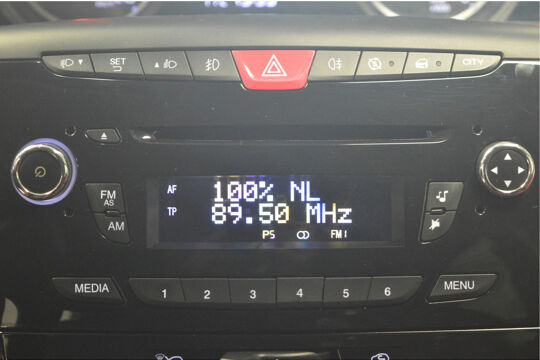 SET CITY
AF 100% NL
TP 89.50 MHz
PS FM1
FM
AS
AM
MEDIA 1 2 3 4 5 6 MENU